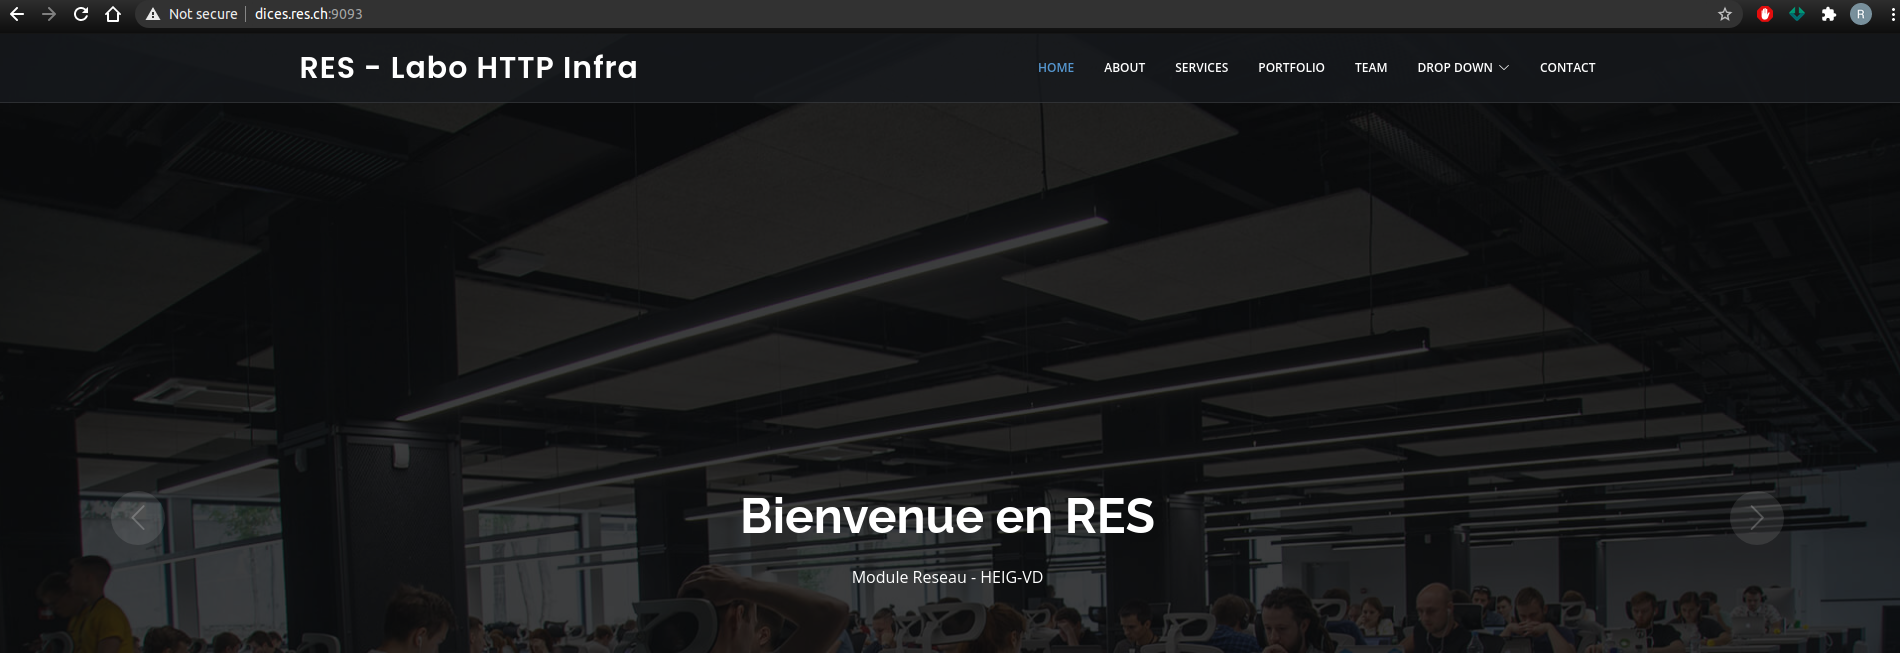 Not secure dices.res.ch:9093
R
RES - Labo HTTP Infra
HOME ABOUT SERVICES PORTFOLIO TEAM DROP DOWN CONTACT
Bienvenue en RES
Module Reseau - HEIG-VD